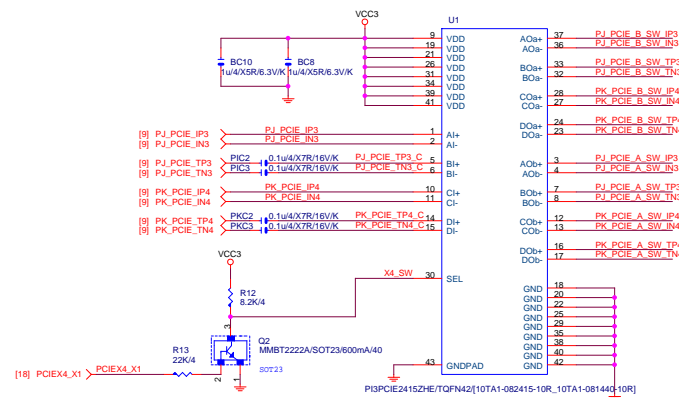 VCC3
U1
BC10
1u/4/X5R/6.3V/K
BC8
1u/4/X5R/6.3V/K
9 VDD
19 VDD
21 VDD
26 VDD
31 VDD
34 VDD
39 VDD
41 VDD
AOa+ 37 PJ_PCIE_B_SW_IP3
AOa- 36 PJ_PCIE_B_SW_IN3
BOa+ 33 PJ_PCIE_B_SW_TP3
BOa- 32 PJ_PCIE_B_SW_TN3
COa+ 28 PK_PCIE_B_SW_IP4
COa- 27 PK_PCIE_B_SW_IN4
DOa+ 24 PK_PCIE_B_SW_TP4
DOa- 23 PK_PCIE_B_SW_TN4
[9] PJ_PCIE_IP3 PJ_PCIE_IP3 1 AI+
[9] PJ_PCIE_IN3 PJ_PCIE_IN3 2 AI-
[9] PJ_PCIE_TP3 PIC2 0.1u/4/X7R/16V/K PJ_PCIE_TP3_C 5 BI+
[9] PJ_PCIE_TN3 PIC3 0.1u/4/X7R/16V/K PJ_PCIE_TN3_C 6 BI-
[9] PK_PCIE_IP4 PK_PCIE_IP4 10 CI+
[9] PK_PCIE_IN4 PK_PCIE_IN4 11 CI-
[9] PK_PCIE_TP4 PKC2 0.1u/4/X7R/16V/K PK_PCIE_TP4_C 14 DI+
[9] PK_PCIE_TN4 PKC3 0.1u/4/X7R/16V/K PK_PCIE_TN4_C 15 DI-
AOb+ 3 PJ_PCIE_A_SW_IP3
AOb- 4 PJ_PCIE_A_SW_IN3
BOb+ 7 PJ_PCIE_A_SW_TP3
BOb- 8 PJ_PCIE_A_SW_TN3
COb+ 12 PK_PCIE_A_SW_IP4
COb- 13 PK_PCIE_A_SW_IN4
DOb+ 16 PK_PCIE_A_SW_TP4
DOb- 17 PK_PCIE_A_SW_TN4
VCC3
X4_SW 30 SEL
R12
8.2K/4
GND 18
GND 20
GND 22
GND 25
GND 29
GND 35
GND 38
GND 40
GND 42
3
Q2
MMBT2222A/SOT23/600mA/40
SOT23
R13
22K/4
2
1
43 GNDPAD
[18] PCIEX4_X1 PCIEX4_X1
PI3PCIE2415ZHE/TQFN42/[10TA1-082415-10R_10TA1-081440-10R]